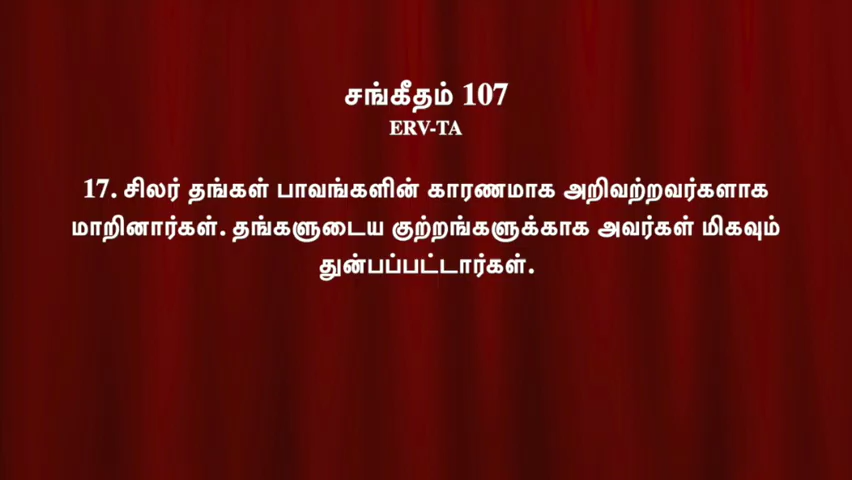 சங்கீதம் 107
ERV-TA
17. சிலர் தங்கள் பாவங்களின் காரணமாக அறிவற்றவர்களாக
மாறினார்கள். தங்களுடைய குற்றங்களுக்காக அவர்கள் மிகவும்
துன்பப்பட்டார்கள்.